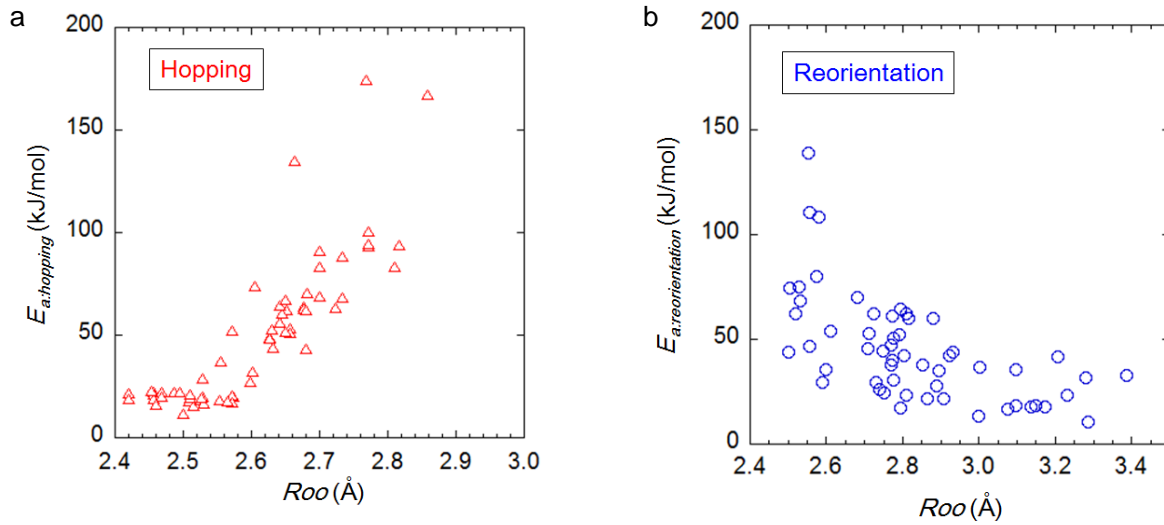 a
200
150
100
50
0
Hopping
E a:hopping (kJ/mol)
2.4 2.5 2.6 2.7 2.8 2.9 3.0
Roo (Å)
b
200
150
100
50
0
Reorientation
E a:reorientation (kJ/mol)
2.4 2.6 2.8 3.0 3.2 3.4
Roo (Å)